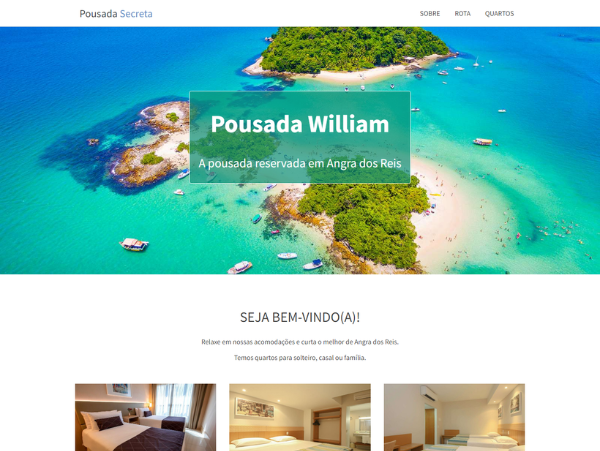 Pousada Secreta
SOBRE ROTA QUARTOS
Pousada William
A pousada reservada em Angra dos Reis
SEJA BEM-VINDO(A)!
Relaxe em nossas acomodações e curta o melhor de Angra dos Reis.
Temos quartos para solteiro, casal ou família.